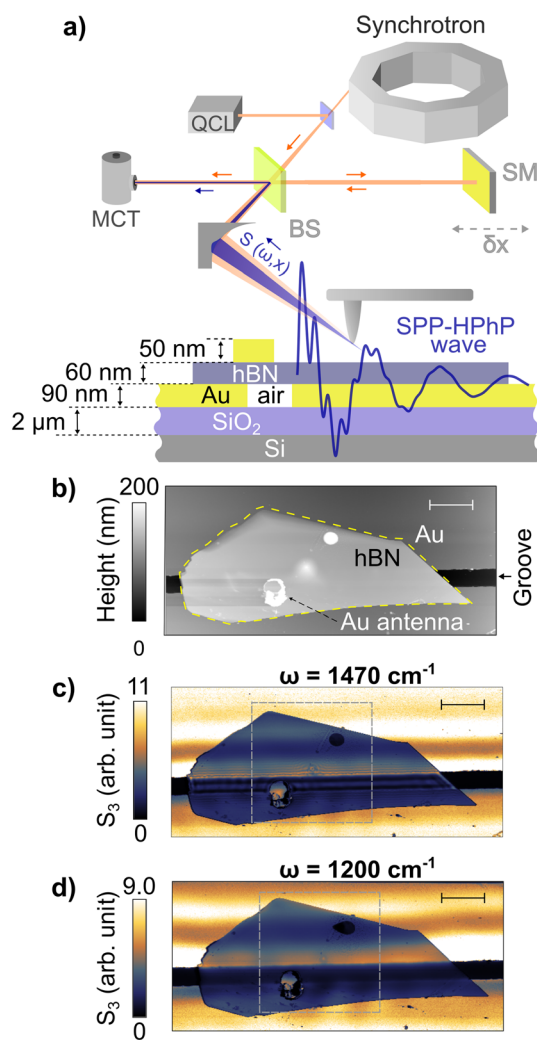 a)
Synchrotron
QCL
SM
MCT
BS
δx
S (ω,x)
SPP-HPhP
wave
50 nm
60 nm
hBN
90 nm
Au
air
2 µm
SiO₂
Si
b)
200
Height (nm)
0
Au
hBN
Groove
Au antenna
c)
ω = 1470 cm⁻¹
11
S₃ (arb. unit)
0
d)
ω = 1200 cm⁻¹
9.0
S₃ (arb. unit)
0